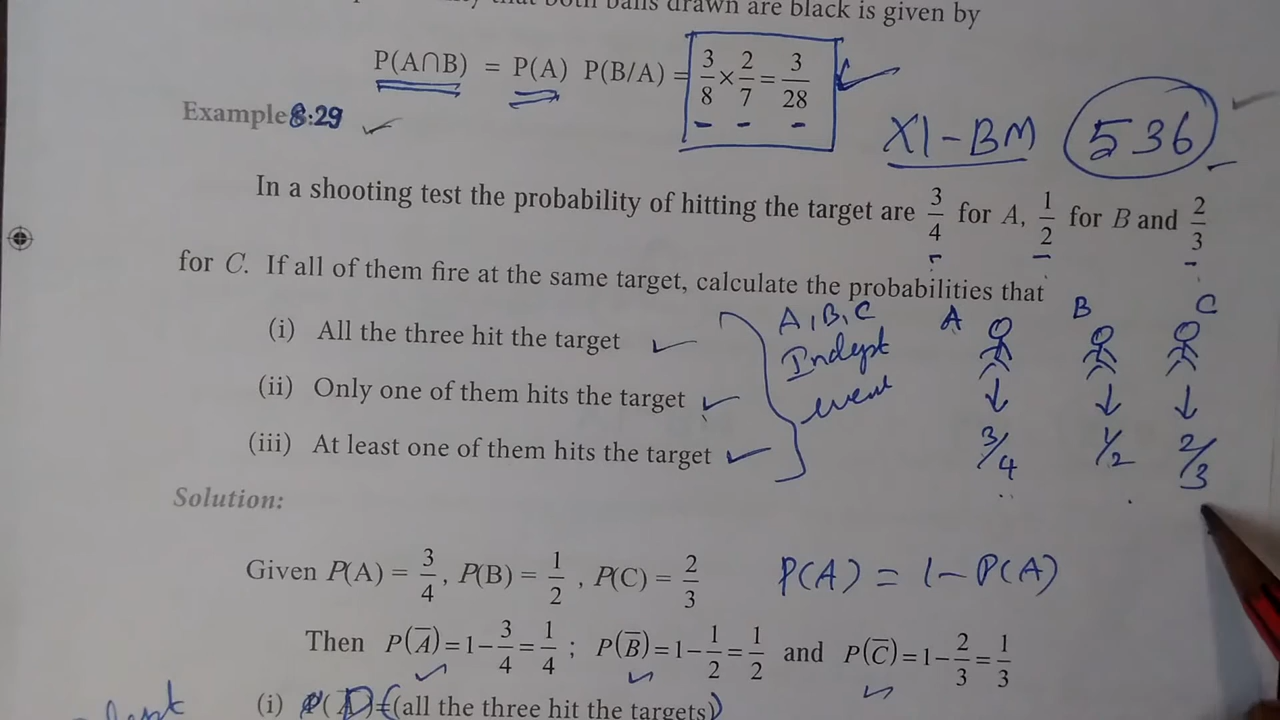 both balls drawn are black is given by
P(A∩B) = P(A) P(B/A) = 3/8 × 2/7 = 3/28
Example 6:29
XI-BM 536
In a shooting test the probability of hitting the target are 3/4 for A, 1/2 for B and 2/3
for C. If all of them fire at the same target, calculate the probabilities that
(i) All the three hit the target
(ii) Only one of them hits the target
(iii) At least one of them hits the target
A, B, C
Indept
event
A B C
3/4 1/2 2/3
Solution:
Given P(A) = 3/4, P(B) = 1/2, P(C) = 2/3
P(A) = 1 - P(A)
Then P(A̅)=1-3/4=1/4; P(B̅)=1-1/2=1/2 and P(C̅)=1-2/3=1/3
(i) (all the three hit the targets)